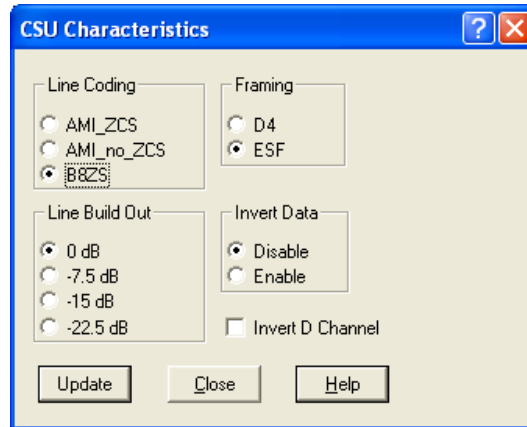 CSU Characteristics
Line Coding
AMI_ZCS
AMI_no_ZCS
B8ZS
Framing
D4
ESF
Line Build Out
0 dB
-7.5 dB
-15 dB
-22.5 dB
Invert Data
Disable
Enable
Invert D Channel
Update
Close
Help